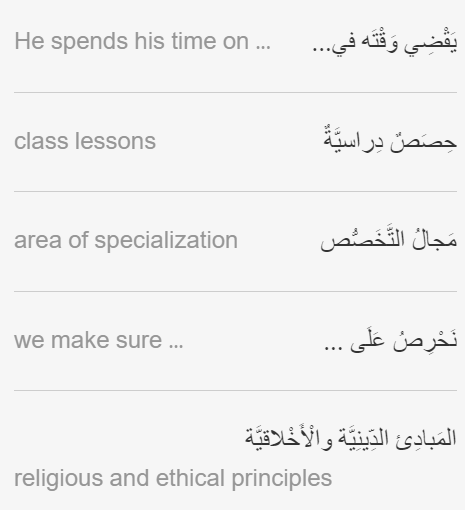 He spends his time on ... يَقْضِي وَقْتَه في...
class lessons حِصَصٌ دِراسيَّةٌ
area of specialization مَجالُ التَّخَصُّص
we make sure ... نَحْرِصُ عَلَى ...
المَبادِئ الدِّينِيَّة والْأَخْلاقيَّة
religious and ethical principles